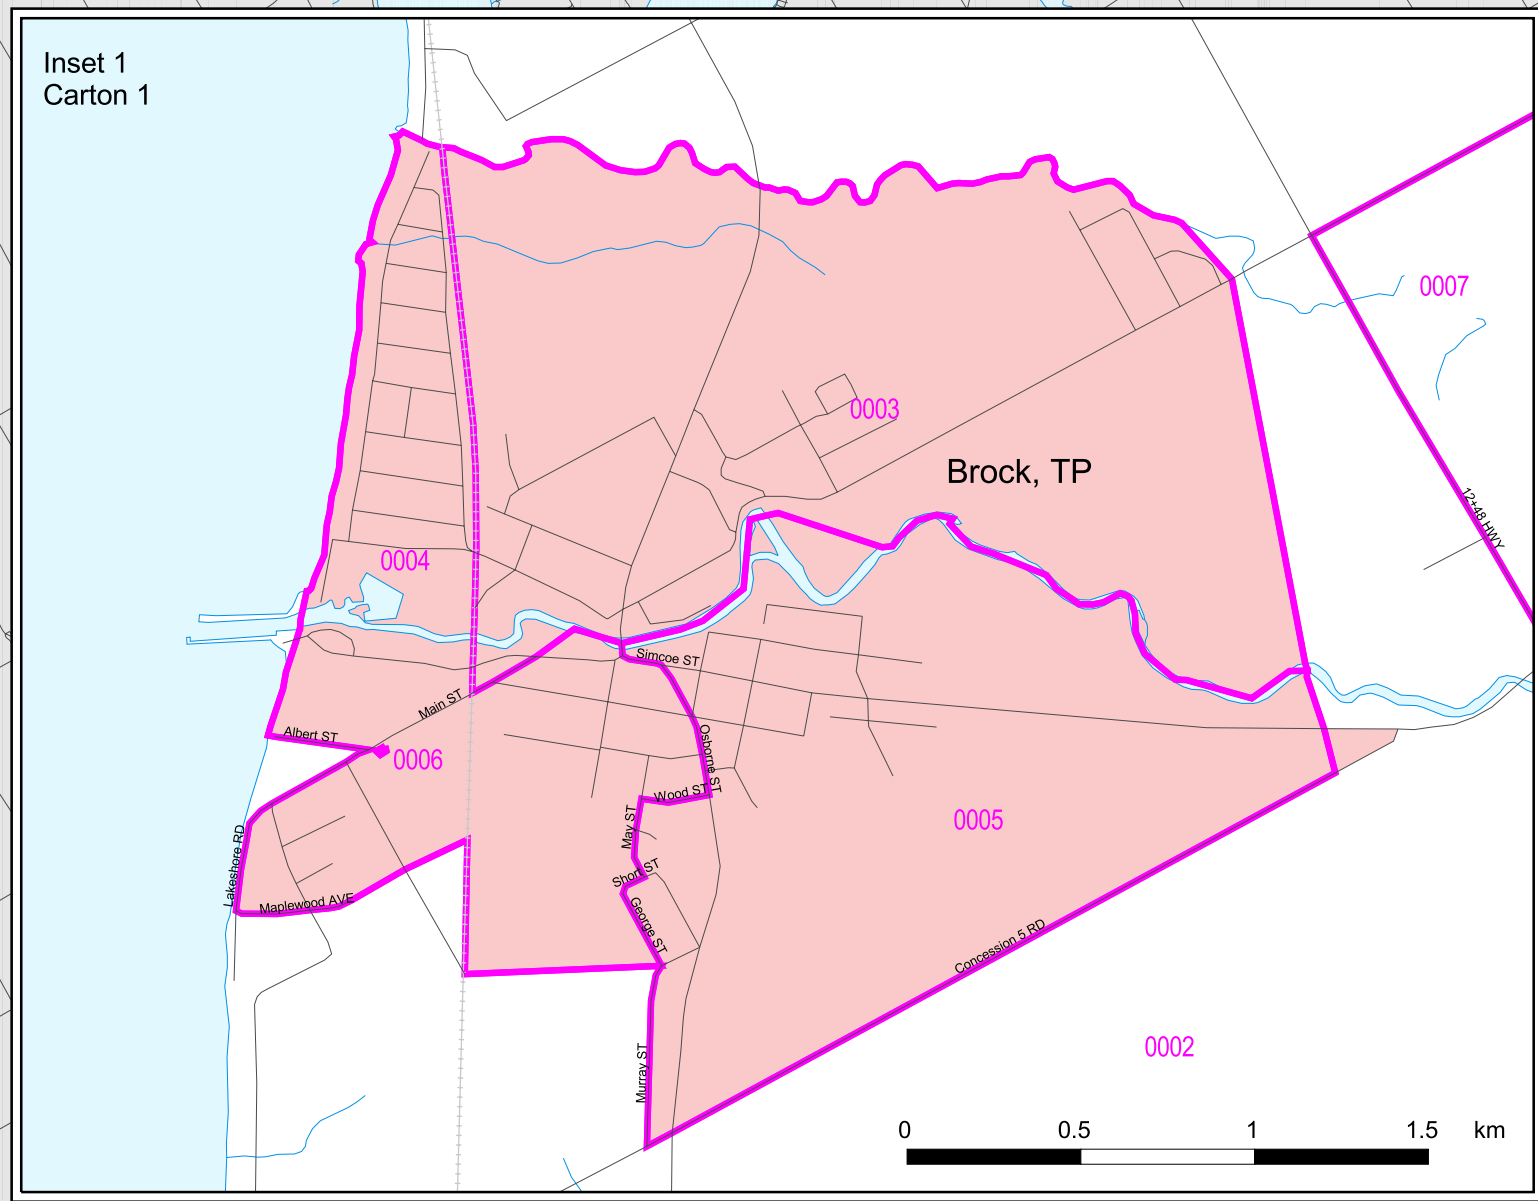 Inset 1
Carton 1
0007
0003
Brock, TP
12+48 HWY
0004
Simcoe ST
Main ST
Albert ST
0006
Osborne ST
Wood ST
May ST
0005
Lakeshore RD
Short ST
Maplewood AVE
George ST
Concession 5 RD
0002
Murray ST
0 0.5 1 1.5 km